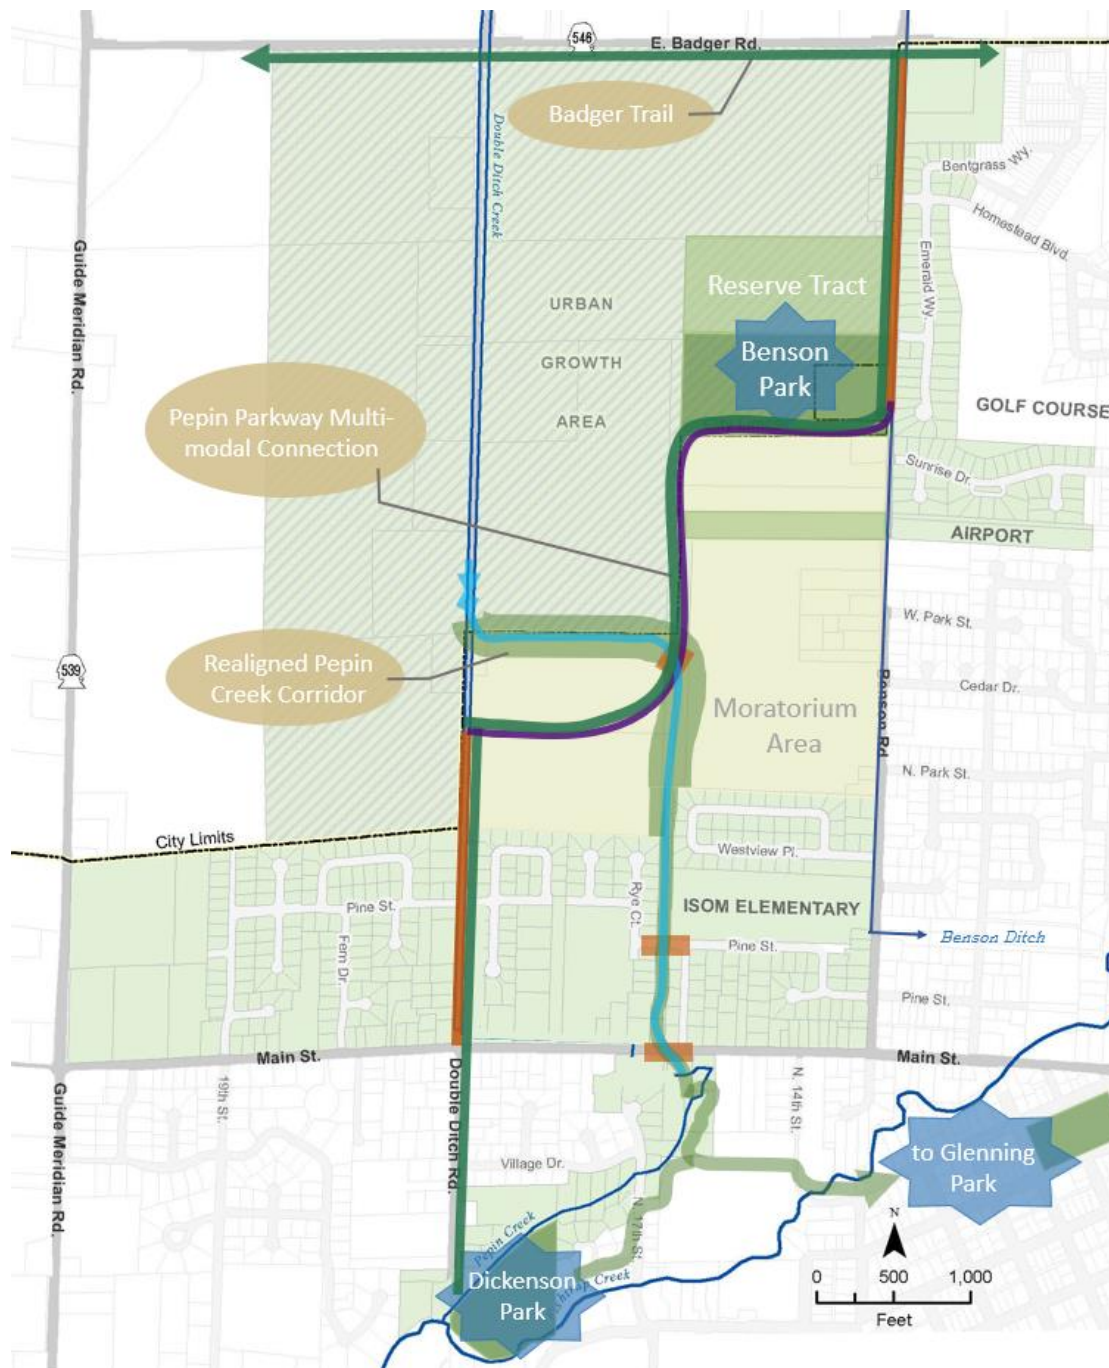 546
E. Badger Rd.
Badger Trail
Double Ditch Creek
Bentgrass Wy.
Homestead Blvd.
Guide Meridian Rd.
Emerald Wy.
Reserve Tract
URBAN
GROWTH
AREA
Benson
Park
Pepin Parkway Multi-
modal Connection
GOLF COURSE
Sunrise Dr.
AIRPORT
W. Park St.
539
Realigned Pepin
Creek Corridor
Cedar Dr.
Benson Rd.
Moratorium
Area
N. Park St.
City Limits
Westview Pl.
Pine St.
Fern Dr.
Rye Ct.
ISOM ELEMENTARY
Pine St.
Benson Ditch
Pine St.
Main St.
Main St.
19th St.
Guide Meridian Rd.
Double Ditch Rd.
N. 14th St.
Village Dr.
to Glenning
Park
N. 17th St.
Pepin Creek
Dickenson
Park
Creek
N
0 500 1,000
Feet